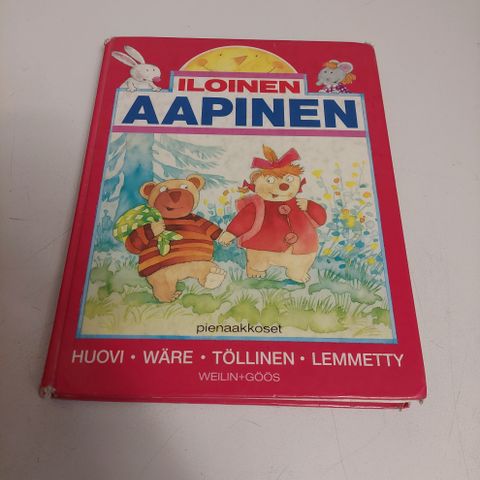 ILOINEN
AAPINEN
pienaakkoset
HUOVI • WÄRE • TÖLLINEN • LEMMETTY
WEILIN+GÖÖS